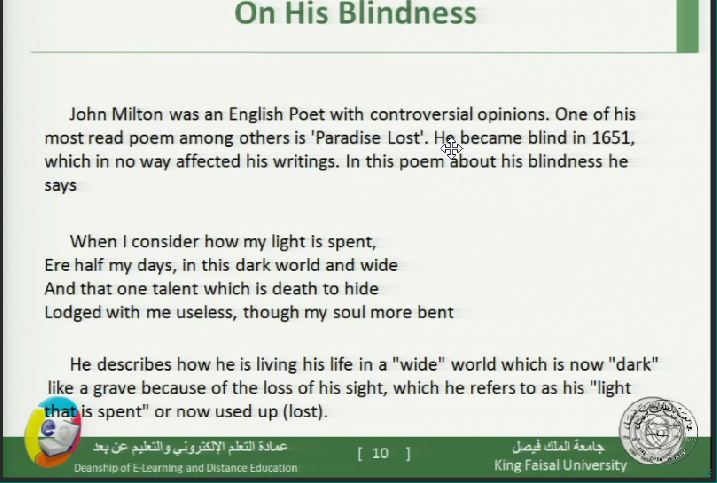 On His Blindness
John Milton was an English Poet with controversial opinions. One of his
most read poem among others is 'Paradise Lost'. He became blind in 1651,
which in no way affected his writings. In this poem about his blindness he
says
When I consider how my light is spent,
Ere half my days, in this dark world and wide
And that one talent which is death to hide
Lodged with me useless, though my soul more bent
He describes how he is living his life in a "wide" world which is now "dark"
like a grave because of the loss of his sight, which he refers to as his "light
that is spent" or now used up (lost).
عمادة التعلم الإلكتروني والتعليم عن بعد
Deanship of E-Learning and Distance Education
[ 10 ]
جامعة الملك فيصل
King Faisal University